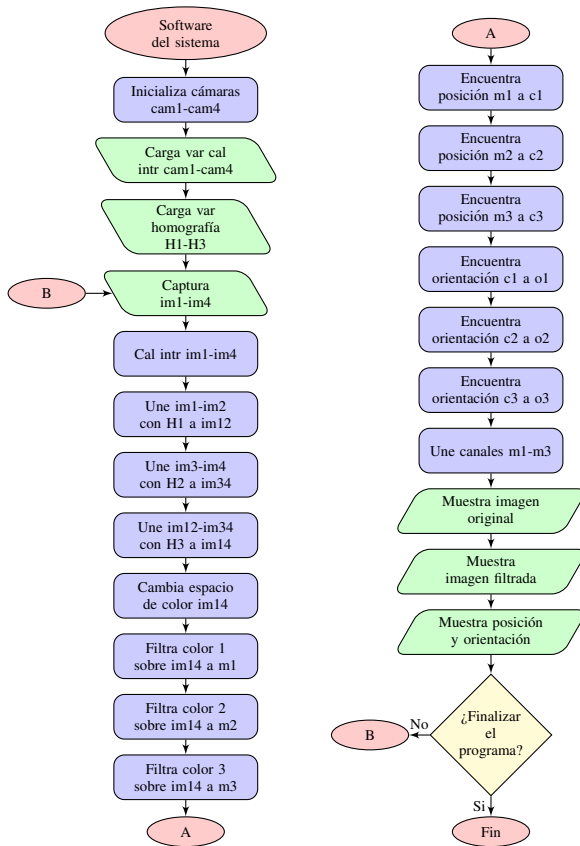 Software
del sistema
Inicializa cámaras
cam1-cam4
Carga var cal
intr cam1-cam4
Carga var
homografía
H1-H3
B
Captura
im1-im4
Cal intr im1-im4
Une im1-im2
con H1 a im12
Une im3-im4
con H2 a im34
Une im12-im34
con H3 a im14
Cambia espacio
de color im14
Filtra color 1
sobre im14 a m1
Filtra color 2
sobre im14 a m2
Filtra color 3
sobre im14 a m3
A
A
Encuentra
posición m1 a c1
Encuentra
posición m2 a c2
Encuentra
posición m3 a c3
Encuentra
orientación c1 a o1
Encuentra
orientación c2 a o2
Encuentra
orientación c3 a o3
Une canales m1-m3
Muestra imagen
original
Muestra
imagen filtrada
Muestra posición
y orientación
¿Finalizar
el
programa?
No
B
Si
Fin